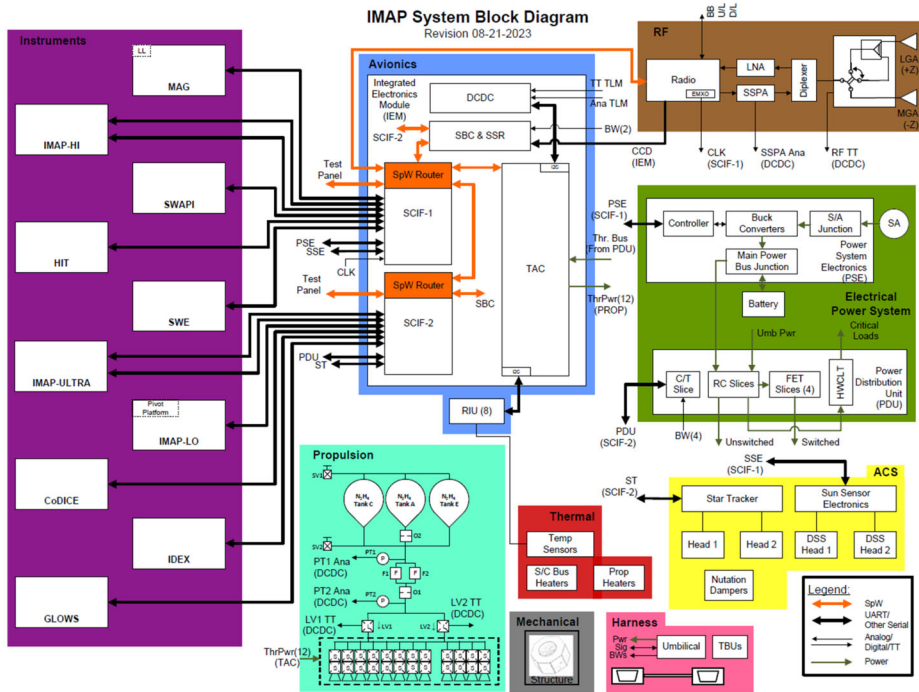 IMAP System Block Diagram
Revision 08-21-2023
Instruments
LL
MAG
IMAP-HI
SWAPI
HIT
SWE
IMAP-ULTRA
Pivot
Platform
IMAP-LO
CoDICE
IDEX
GLOWS
Avionics
Integrated
Electronics
Module
(IEM)
DCDC
TT TLM
Ana TLM
SCIF-2
SBC & SSR
BW(2)
CCD
(IEM)
Test
Panel
SpW Router
SCIF-1
I2C
PSE
SSE
CLK
TAC
Test
Panel
SpW Router
SBC
SCIF-2
PDU
ST
I2C
RIU (8)
Thr. Bus
(From PDU)
ThrPwr(12)
(PROP)
RF
BB
U/L
D/L
Radio
EMXO
LNA
SSPA
Diplexer
LGA
(+Z)
MGA
(-Z)
CLK
(SCIF-1)
SSPA Ana
(DCDC)
RF TT
(DCDC)
PSE
(SCIF-1)
Controller
Buck
Converters
S/A
Junction
SA
Main Power
Bus Junction
Power
System
Electronics
(PSE)
Battery
Electrical
Power System
Umb Pwr
Critical
Loads
C/T
Slice
RC Slices
FET
Slices (4)
HWCLT
Power
Distribution
Unit
(PDU)
PDU
(SCIF-2)
BW(4)
Unswitched
Switched
SSE
(SCIF-1)
ACS
ST
(SCIF-2)
Star Tracker
Sun Sensor
Electronics
Head 1
Head 2
DSS
Head 1
DSS
Head 2
Nutation
Dampers
Propulsion
SV1
N₂H₄
Tank C
N₂H₄
Tank A
N₂H₄
Tank E
SV2
O2
PT1 Ana
(DCDC)
PT1
P
F1
F
F
F2
PT2 Ana
(DCDC)
PT2
P
O1
LV1 TT
(DCDC)
L
LV1
LV2
L
LV2 TT
(DCDC)
ThrPwr(12)
(TAC)
Thermal
Temp
Sensors
S/C Bus
Heaters
Prop
Heaters
Mechanical
Structure
Harness
Pwr
Sig
BWs
Umbilical
TBUs
Legend:
SpW
UART/
Other Serial
Analog/
Digital/TT
Power